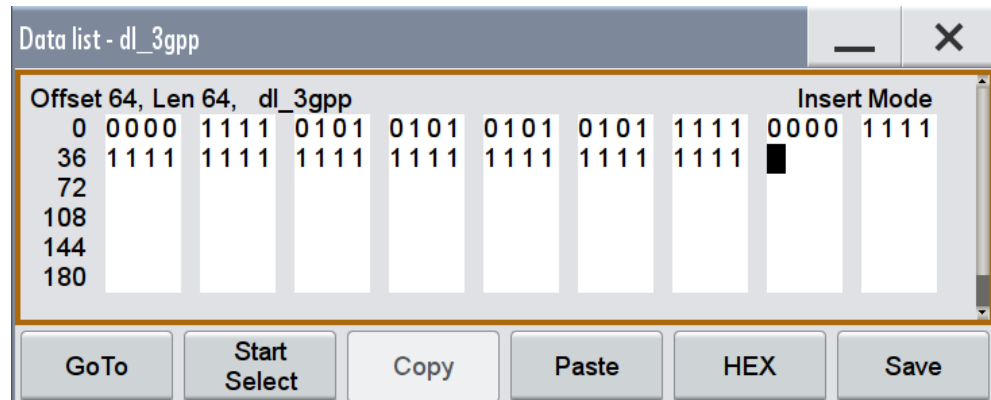 Data list - dl_3gpp
Offset 64, Len 64, dl_3gpp Insert Mode
0 0000 1111 0101 0101 0101 0101 1111 0000 1111
36 1111 1111 1111 1111 1111 1111 1111
72
108
144
180
GoTo Start Select Copy Paste HEX Save